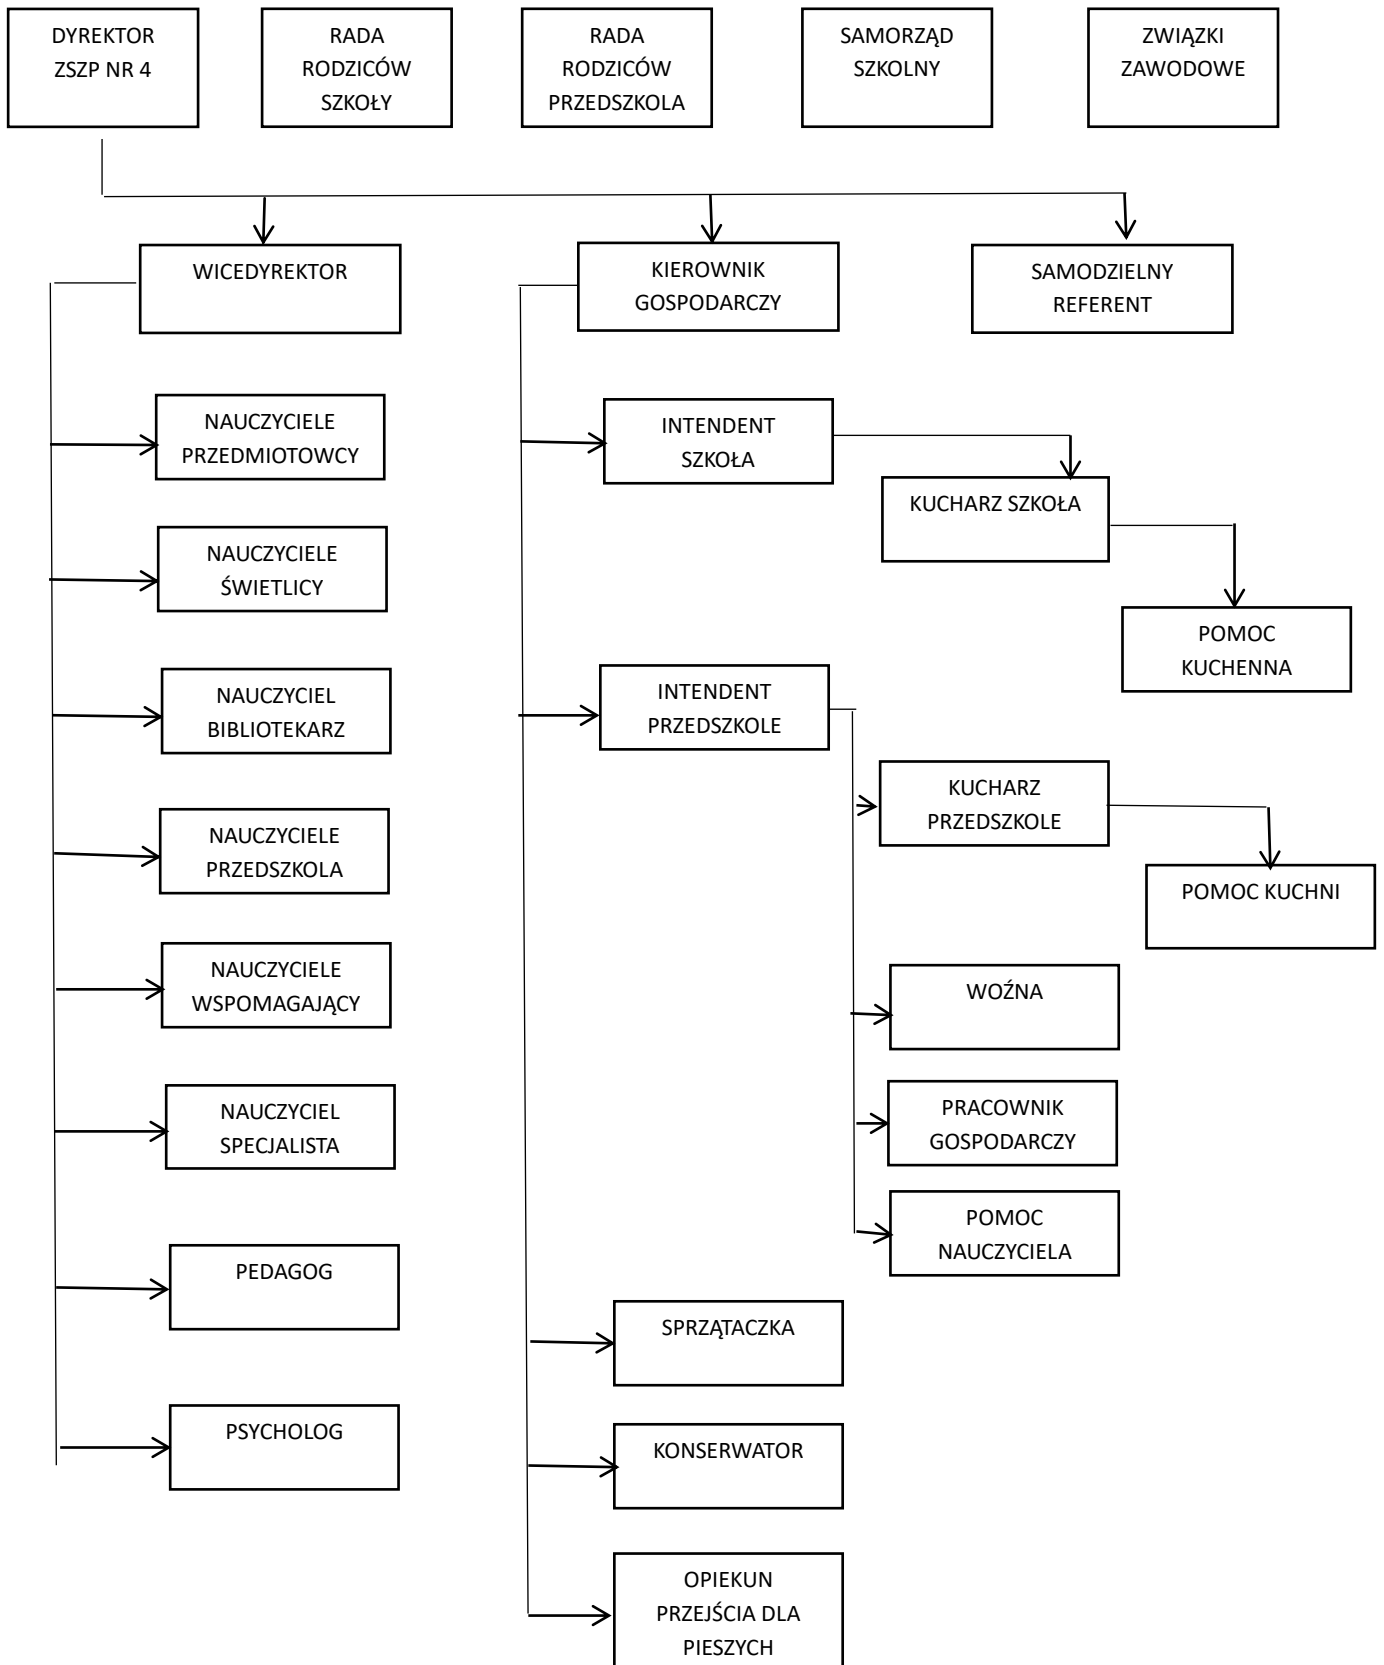 DYREKTOR
ZSZP NR 4
RADA
RODZICÓW
SZKOŁY
RADA
RODZICÓW
PRZEDSZKOLA
SAMORZĄD
SZKOLNY
ZWIĄZKI
ZAWODOWE
WICEDYREKTOR
KIEROWNIK
GOSPODARCZY
SAMODZIELNY
REFERENT
NAUCZYCIELE
PRZEDMIOTOWCY
NAUCZYCIELE
ŚWIETLICY
NAUCZYCIEL
BIBLIOTEKARZ
NAUCZYCIELE
PRZEDSZKOLA
NAUCZYCIELE
WSPOMAGAJĄCY
NAUCZYCIEL
SPECJALISTA
PEDAGOG
PSYCHOLOG
INTENDENT
SZKOŁA
KUCHARZ SZKOŁA
POMOC
KUCHENNA
INTENDENT
PRZEDSZKOLE
KUCHARZ
PRZEDSZKOLE
POMOC KUCHNI
WOŹNA
PRACOWNIK
GOSPODARCZY
POMOC
NAUCZYCIELA
SPRZĄTACZKA
KONSERWATOR
OPIEKUN
PRZEJŚCIA DLA
PIESZYCH